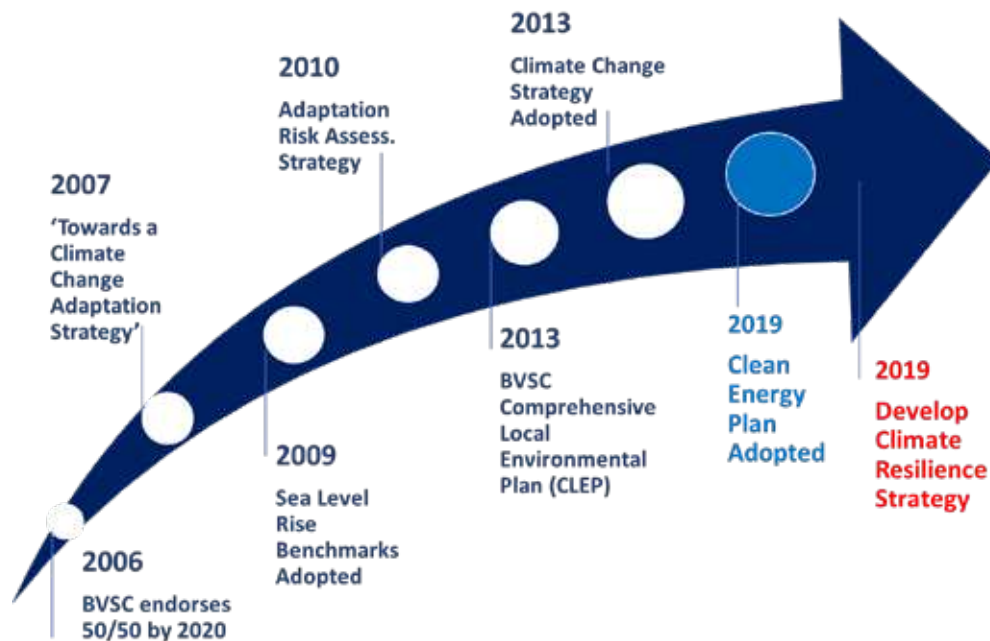 2006
BVSC endorses
50/50 by 2020
2007
‘Towards a
Climate
Change
Adaptation
Strategy’
2009
Sea Level
Rise
Benchmarks
Adopted
2010
Adaptation
Risk Assess.
Strategy
2013
BVSC
Comprehensive
Local
Environmental
Plan (CLEP)
2013
Climate Change
Strategy
Adopted
2019
Clean
Energy
Plan
Adopted
2019
Develop
Climate
Resilience
Strategy